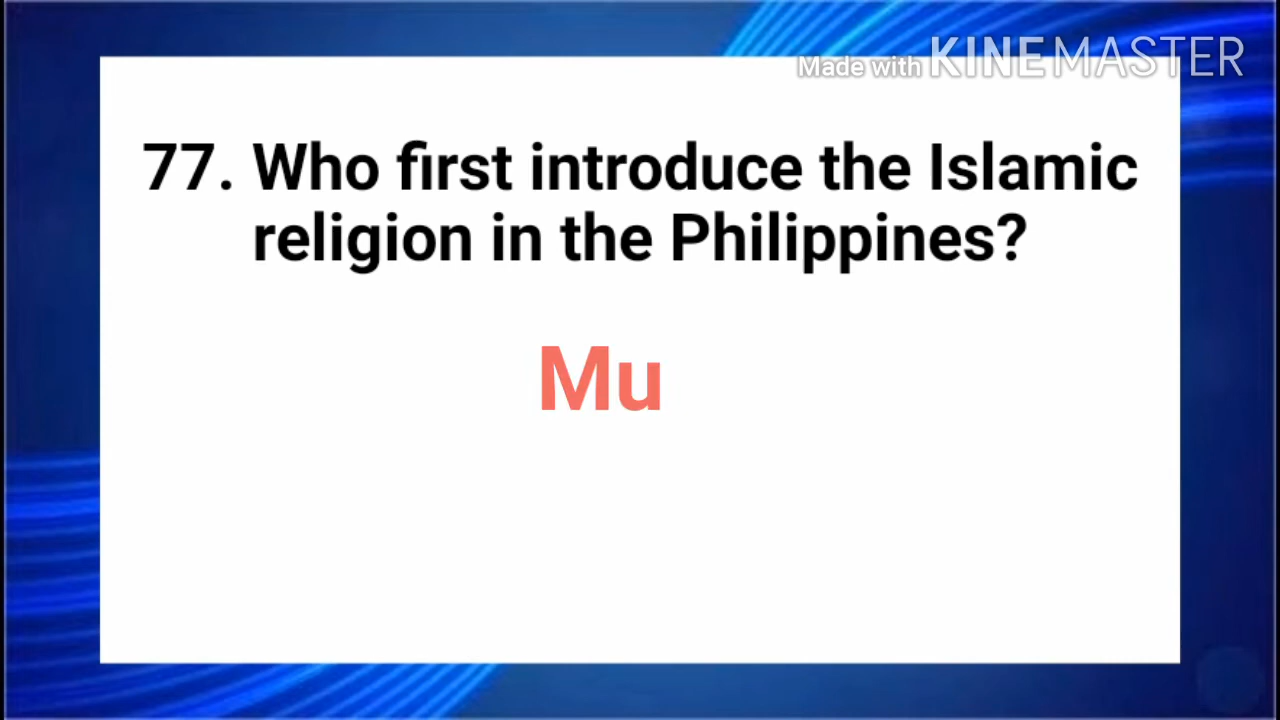 Made with KINEMASTER
77. Who first introduce the Islamic
religion in the Philippines?
Mu